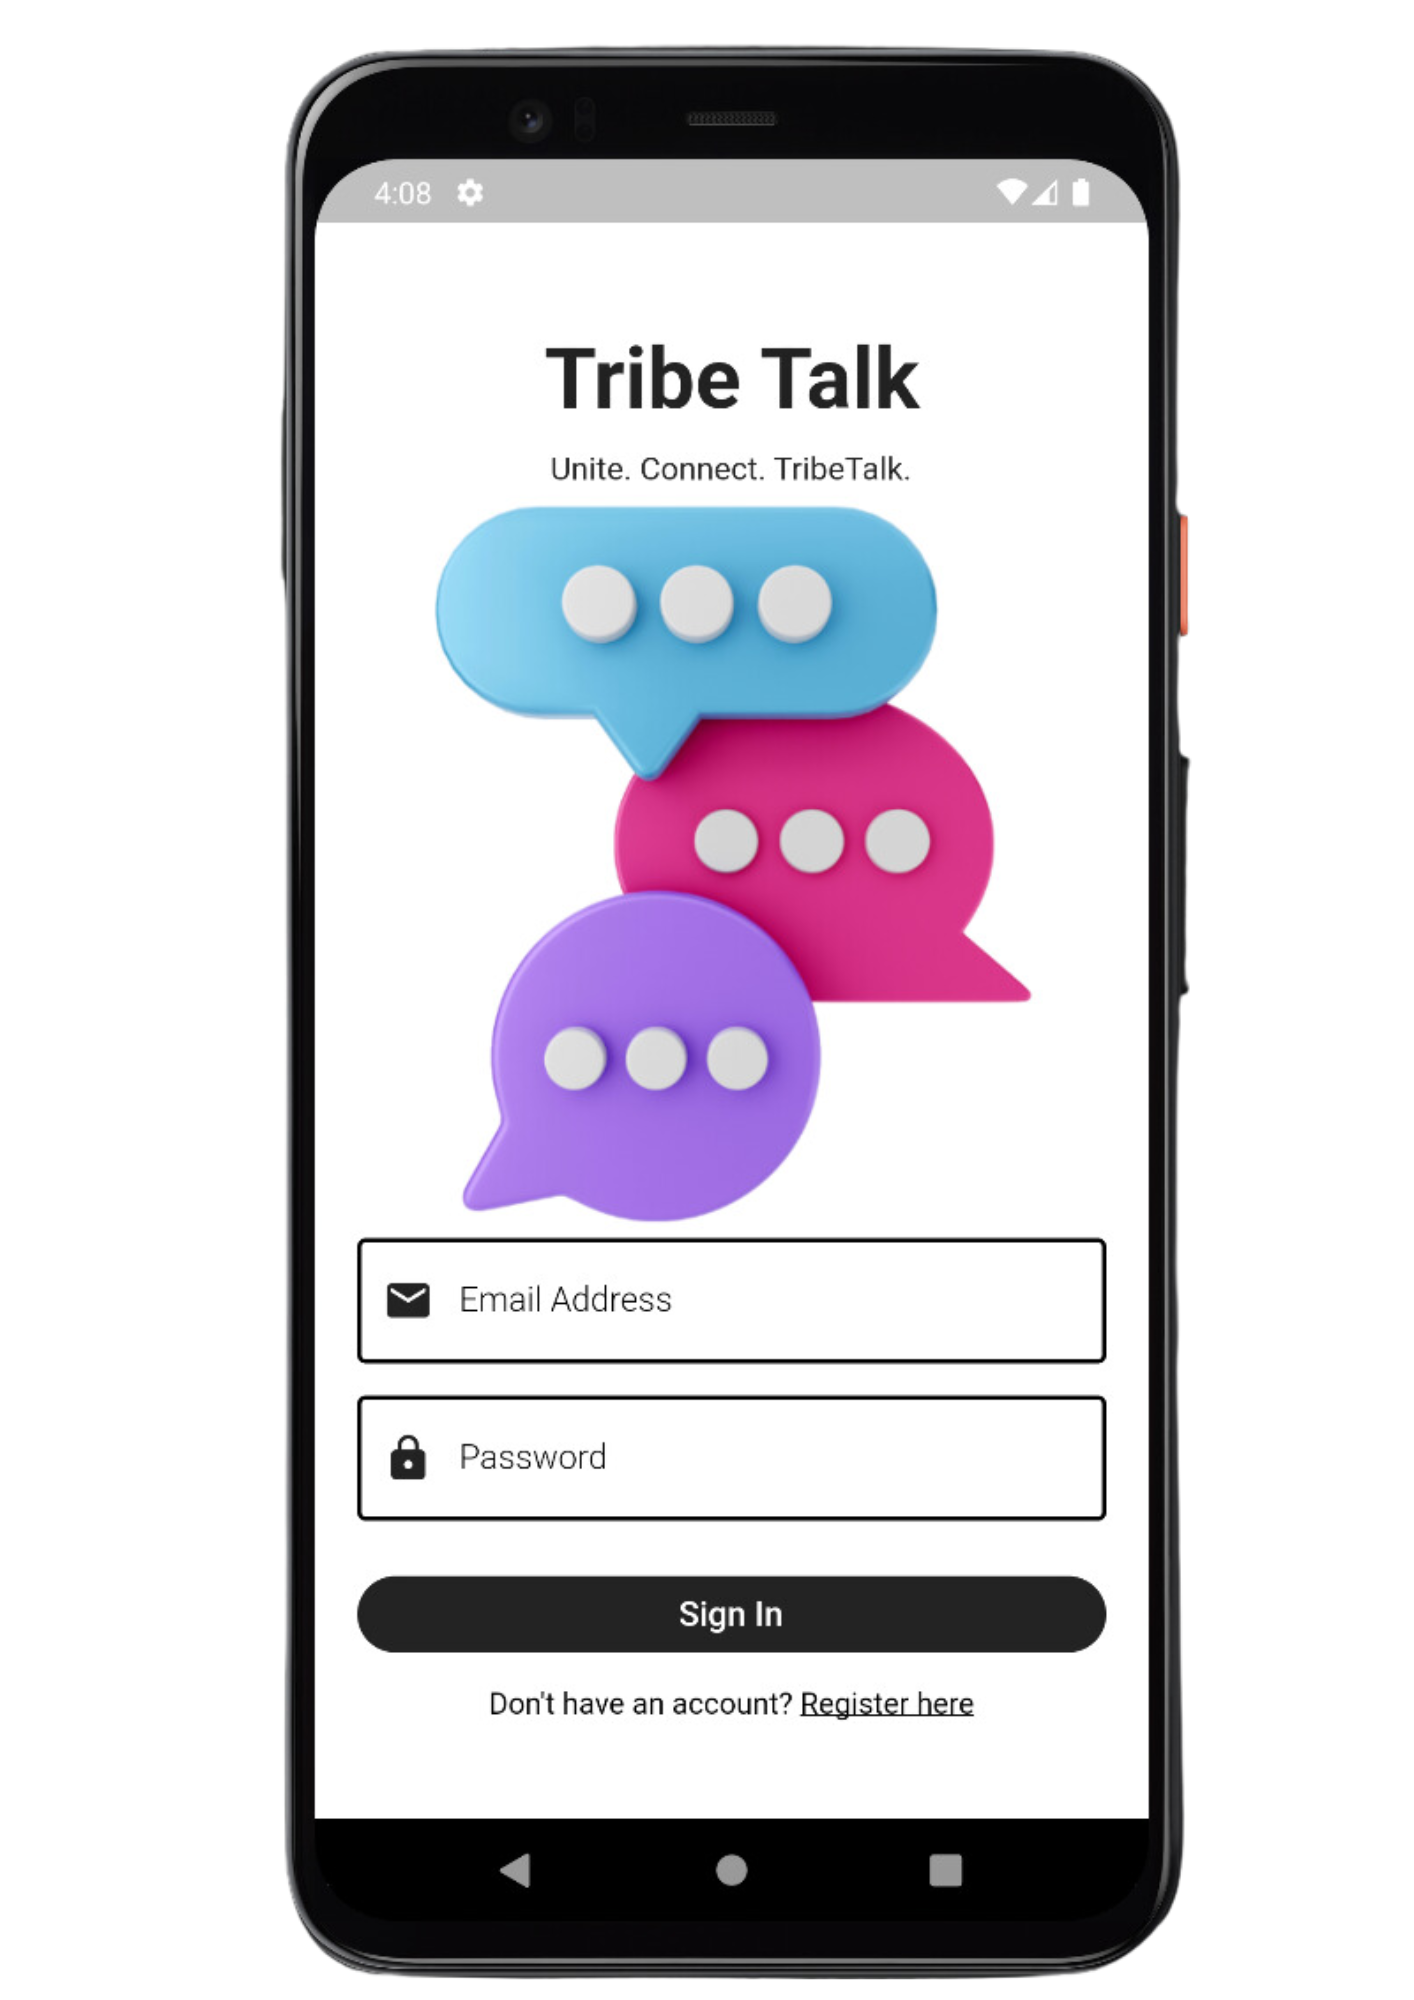 4:08
Tribe Talk
Unite. Connect. TribeTalk.
Email Address
Password
Sign In
Don't have an account? Register here